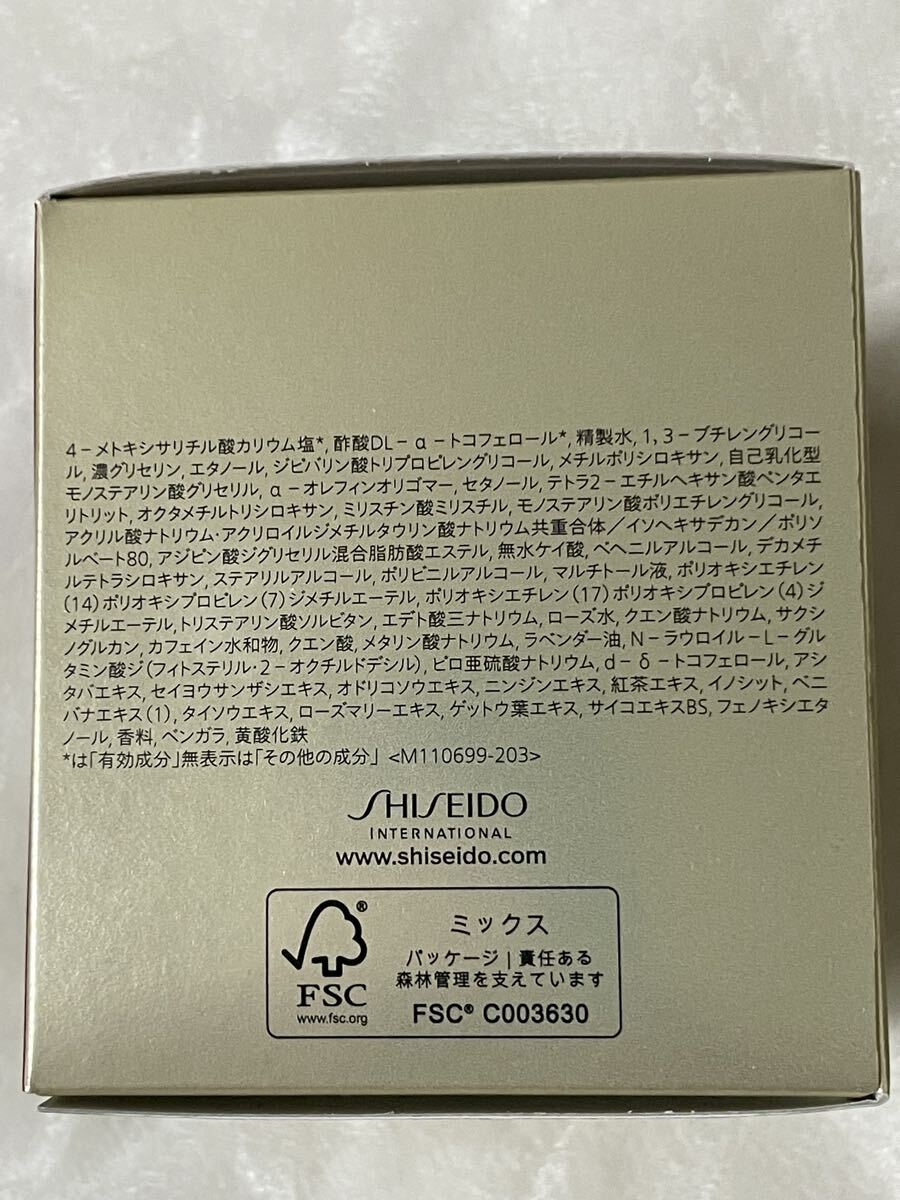 4−メトキシサリチル酸カリウム塩*, 酢酸DL−α−トコフェロール*, 精製水, 1, 3−ブチレングリコー
ル, 濃グリセリン, エタノール, ジピバリン酸トリプロピレングリコール, メチルポリシロキサン, 自己乳化型
モノステアリン酸グリセリル, α−オレフィンオリゴマー, セタノール, テトラ2−エチルヘキサン酸ペンタエ
リトリット, オクタメチルトリシロキサン, ミリスチン酸ミリスチル, モノステアリン酸ポリエチレングリコール,
アクリル酸ナトリウム・アクリロイルジメチルタウリン酸ナトリウム共重合体／イソヘキサデカン／ポリソ
ルベート80, アジピン酸ジグリセリル混合脂肪酸エステル, 無水ケイ酸, ベヘニルアルコール, デカメチ
ルテトラシロキサン, ステアリルアルコール, ポリビニルアルコール, マルチトール液, ポリオキシエチレン
(14)ポリオキシプロピレン(7)ジメチルエーテル, ポリオキシエチレン(17)ポリオキシプロピレン(4)ジ
メチルエーテル, トリステアリン酸ソルビタン, エデト酸三ナトリウム, ローズ水, クエン酸ナトリウム, サクシ
ノグルカン, カフェイン水和物, クエン酸, メタリン酸ナトリウム, ラベンダー油, N−ラウロイル−L−グル
タミン酸ジ(フィトステリル・2−オクチルドデシル), ピロ亜硫酸ナトリウム, d−δ−トコフェロール, アシ
タバエキス, セイヨウサンザシエキス, オドリコソウエキス, ニンジンエキス, 紅茶エキス, イノシット, ベニ
バナエキス(1), タイソウエキス, ローズマリーエキス, ゲットウ葉エキス, サイコエキスBS, フェノキシエタ
ノール, 香料, ベンガラ, 黄酸化鉄
*は「有効成分」無表示は「その他の成分」 <M110699-203>
SHISEIDO
INTERNATIONAL
www.shiseido.com
FSC
www.fsc.org
ミックス
パッケージ | 責任ある
森林管理を支えています
FSC® C003630